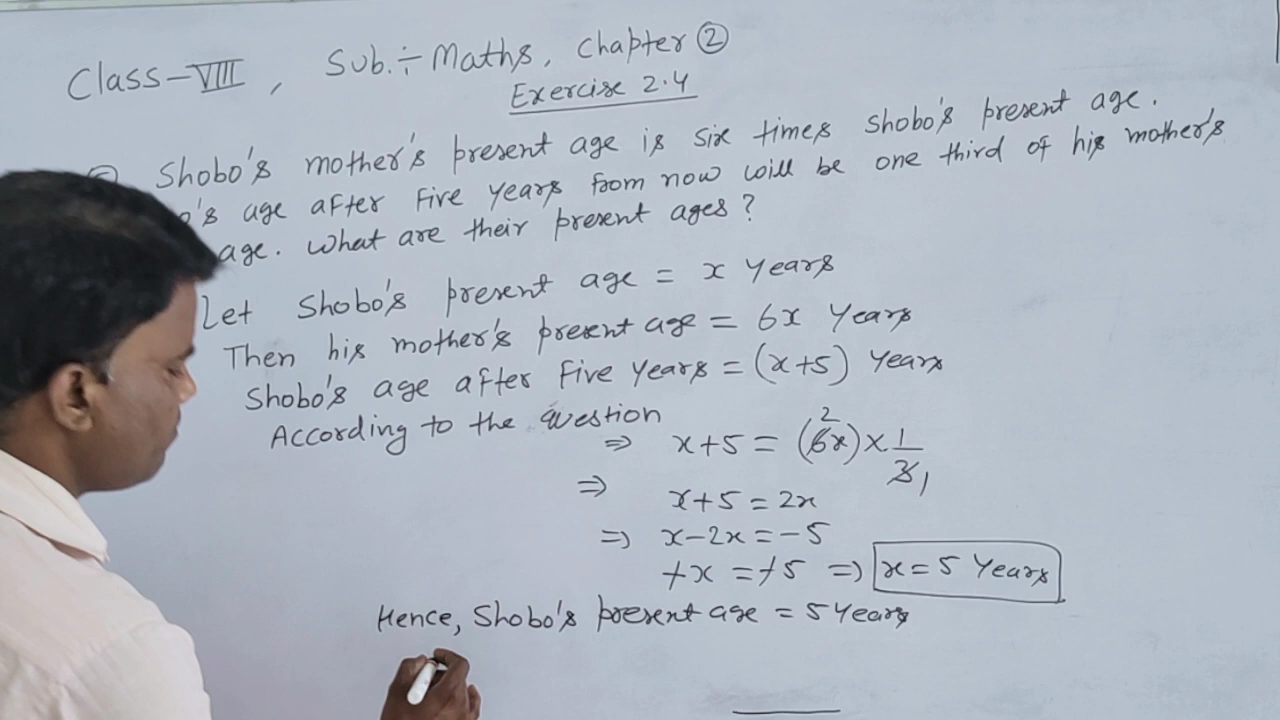 Class-VIII, Sub.÷ Maths, Chapter ②
Exercise 2.4
Shobo's mother's present age is six times Shobo's present age.
o's age after five years from now will be one third of his mother's
age. What are their present ages?
Let Shobo's present age = x years
Then his mother's present age = 6x years
Shobo's age after five years = (x+5) years
According to the question
⇒ x+5 = (6x)×1/3 2 1
⇒ x+5 = 2x
⇒ x-2x = -5
+x = +5 ⇒ x = 5 years
Hence, Shobo's present age = 5 years